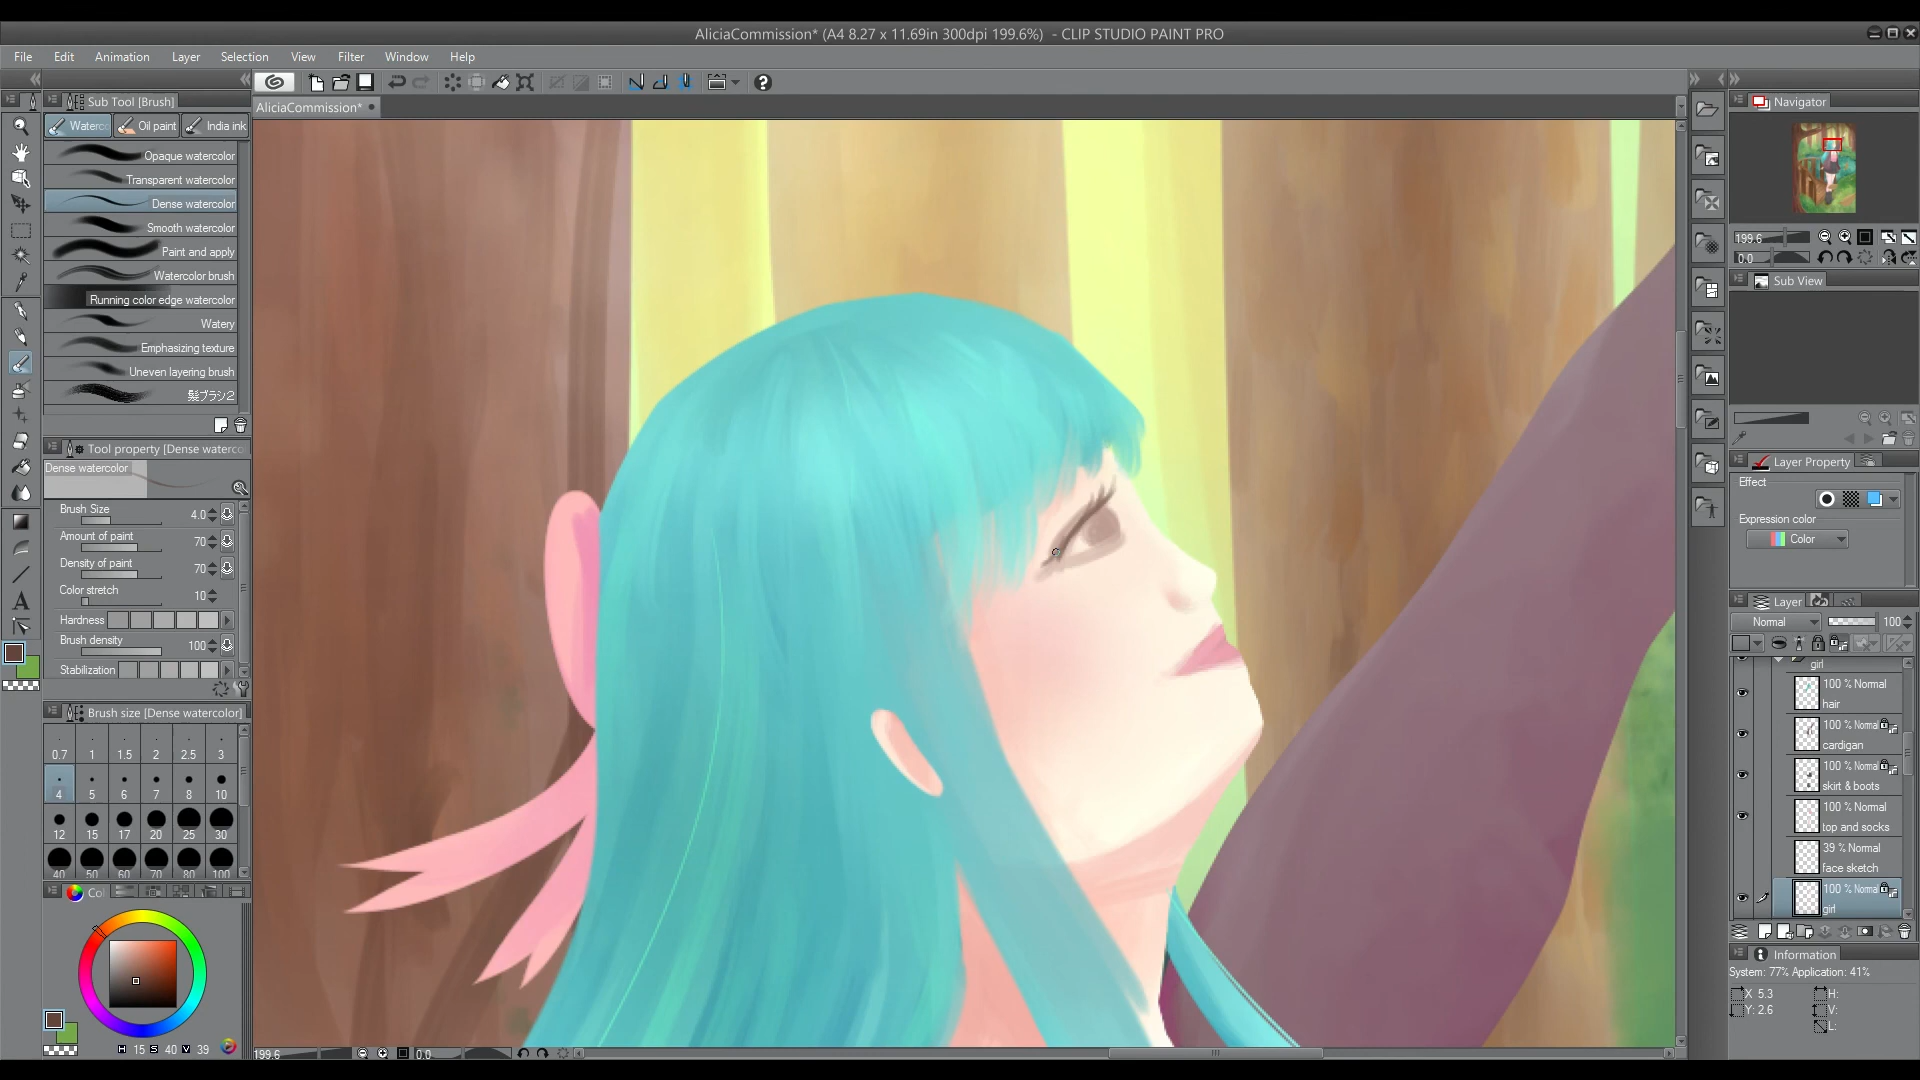 AliciaCommission* (A4 8.27 x 11.69in 300dpi 199.6%) - CLIP STUDIO PAINT PRO
File Edit Animation Layer Selection View Filter Window Help
Sub Tool [Brush]
AliciaCommission*
Navigator
Waterc Oil paint India ink
Opaque watercolor
Transparent watercolor
Dense watercolor
Smooth watercolor
Paint and apply
Watercolor brush
Running color edge watercolor
Watery
Emphasizing texture
Uneven layering brush
髪ブラシ2
Tool property [Dense waterco
Dense watercolor
Brush Size 4.0
Amount of paint 70
Density of paint 70
Color stretch 10
Hardness
Brush density 100
Stabilization
Brush size [Dense watercolor]
0.7 1 1.5 2 2.5 3
4 5 6 7 8 10
12 15 17 20 25 30
40 50 60 70 80 100
Col
H 15 S 40 V 39
199.6 0.0
199.6
0.0
Sub View
Layer Property
Effect
Expression color
Color
Layer
Normal 100
girl
100 % Normal
hair
100 % Norma
cardigan
100 % Norma
skirt & boots
100 % Normal
top and socks
39 % Normal
face sketch
100 % Norma
girl
Information
System: 77% Application: 41%
X 5.3 H:
Y: 2.6 V:
L: